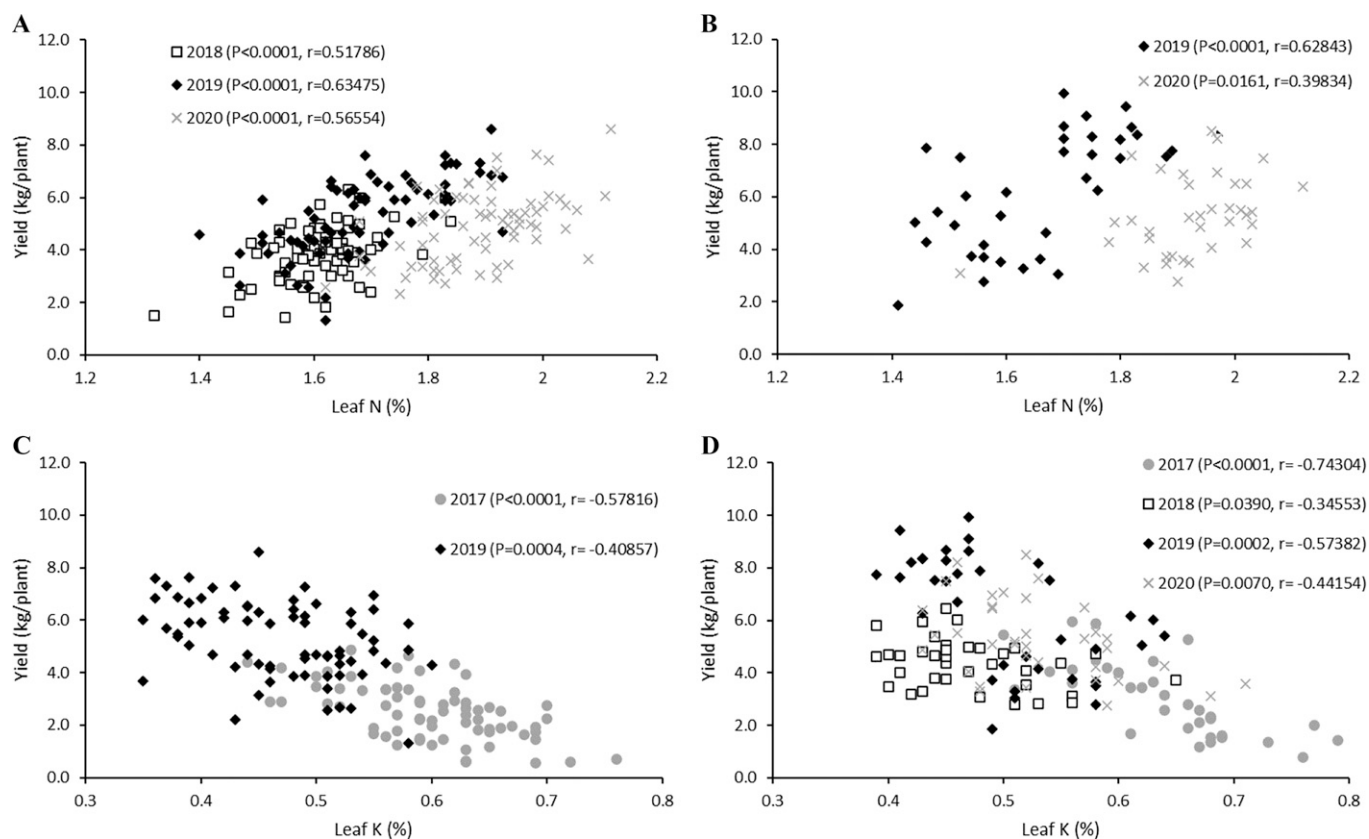 A
12.0
10.0
8.0
6.0
4.0
2.0
0.0
Yield (kg/plant)
2018 (P<0.0001, r=0.51786)
2019 (P<0.0001, r=0.63475)
2020 (P<0.0001, r=0.56554)
1.2 1.4 1.6 1.8 2 2.2
Leaf N (%)
B
12.0
10.0
8.0
6.0
4.0
2.0
0.0
Yield (kg/plant)
2019 (P<0.0001, r=0.62843)
2020 (P=0.0161, r=0.39834)
1.2 1.4 1.6 1.8 2 2.2
Leaf N (%)
C
12.0
10.0
8.0
6.0
4.0
2.0
0.0
Yield (kg/plant)
2017 (P<0.0001, r= -0.57816)
2019 (P=0.0004, r= -0.40857)
0.3 0.4 0.5 0.6 0.7 0.8
Leaf K (%)
D
12.0
10.0
8.0
6.0
4.0
2.0
0.0
Yield (kg/plant)
2017 (P<0.0001, r= -0.74304)
2018 (P=0.0390, r= -0.34553)
2019 (P=0.0002, r= -0.57382)
2020 (P=0.0070, r= -0.44154)
0.3 0.4 0.5 0.6 0.7 0.8
Leaf K (%)